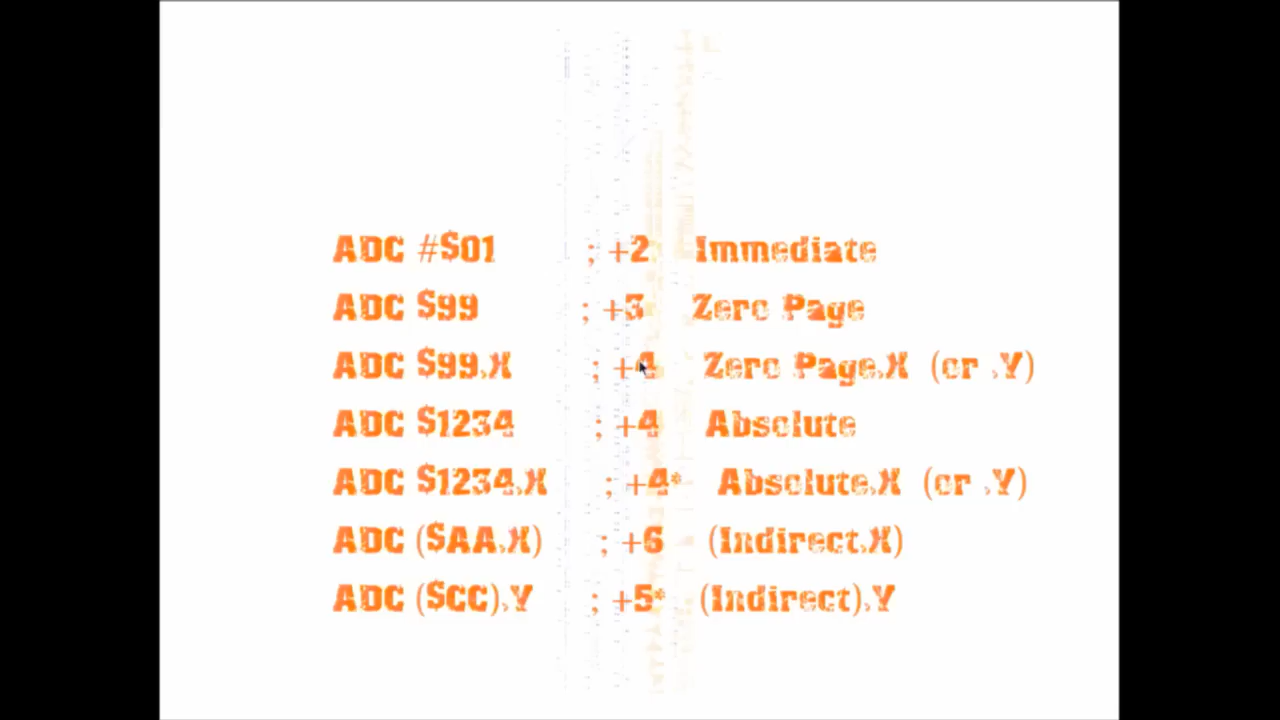 ADC #$01 ; +2 Immediate
ADC $99 ; +3 Zero Page
ADC $99,X ; +4 Zero Page,X (or ,Y)
ADC $1234 ; +4 Absolute
ADC $1234,X ; +4* Absolute,X (or ,Y)
ADC ($AA,X) ; +6 (Indirect,X)
ADC ($CC),Y ; +5* (Indirect),Y